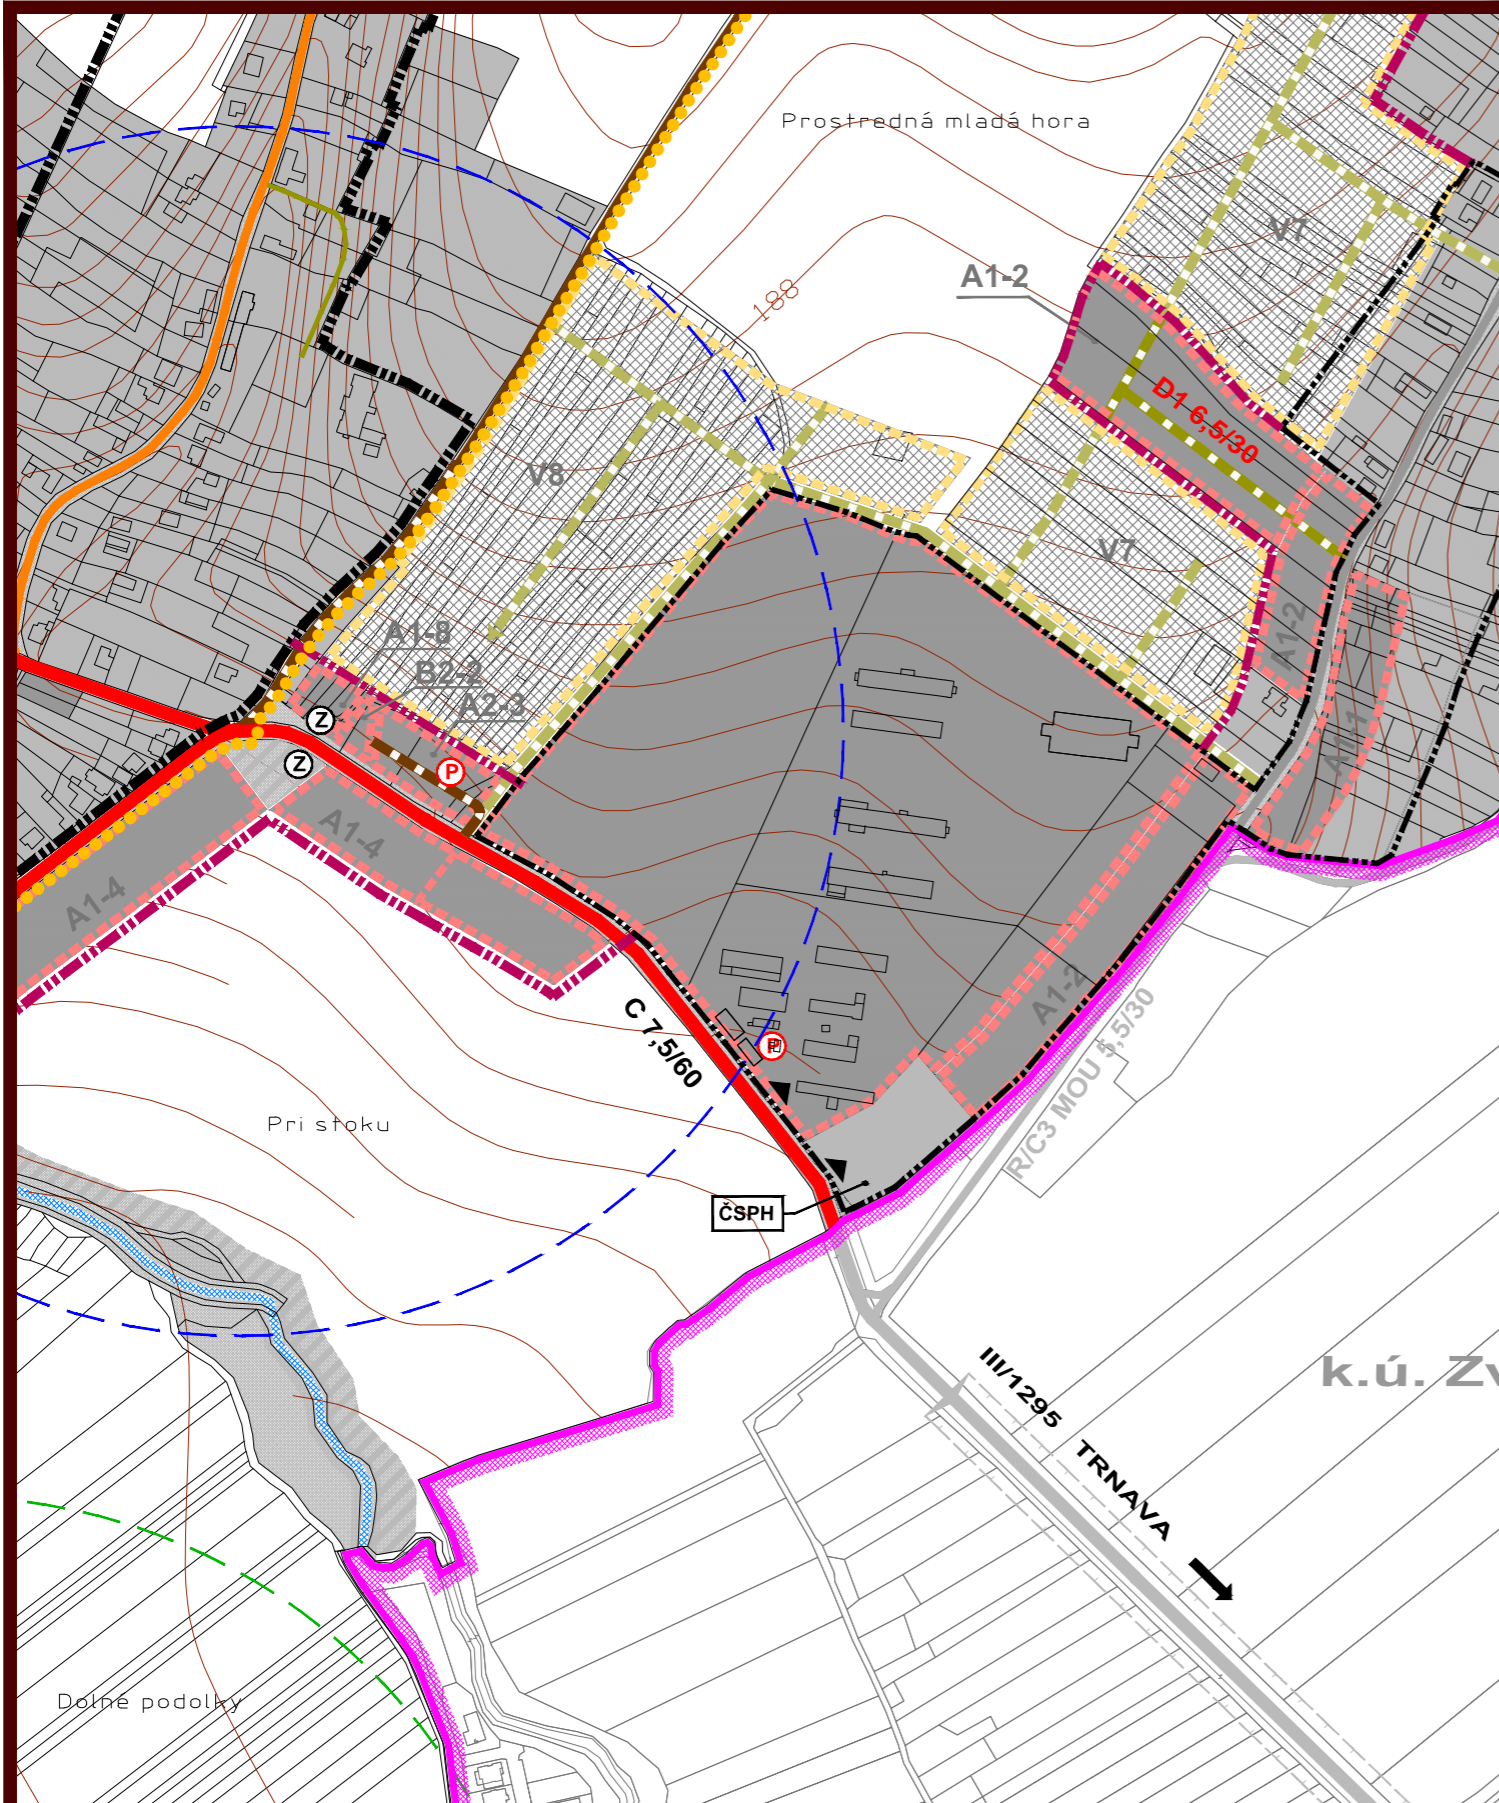 Prostredná mladá hora
V7
A1-2
188
D1 6,5/30
V8
V7
A1-8
A1-2
B2-2
A2-3
Z
A1-1
Z
P
A1-4
A1-4
A1-2
C 7,5/60
P
R/C3 MOU 5,5/30
Pri stoku
ČSPH
III/1295 TRNAVA
k.ú. Zv
Dolné podolky